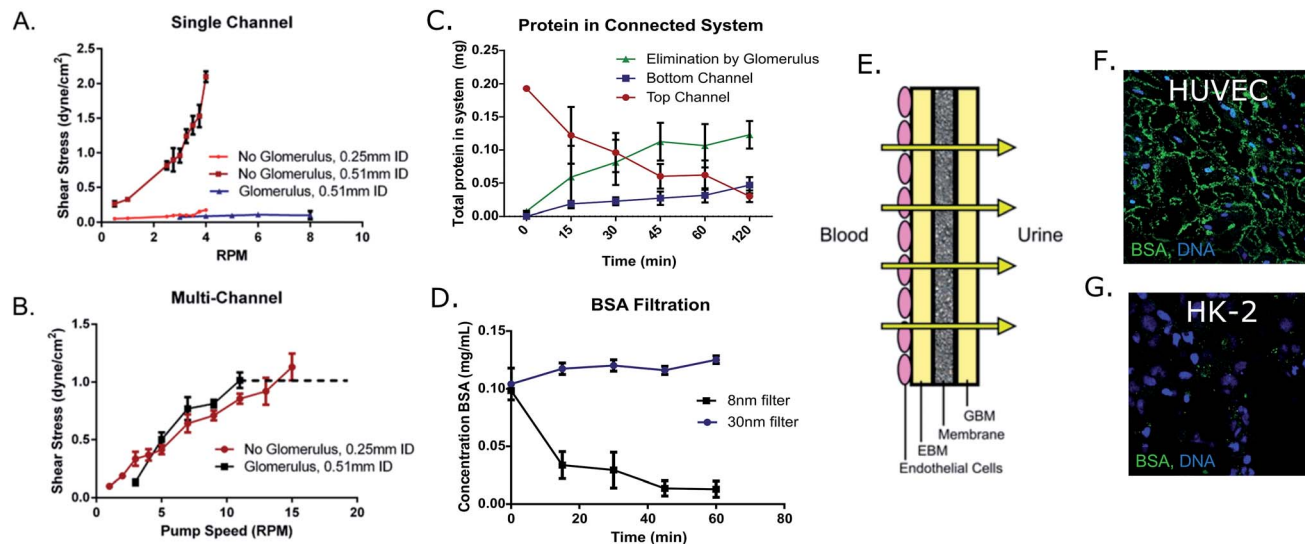 A.
Single Channel
Shear Stress (dyne/cm²)
2.5
2.0
1.5
1.0
0.5
0.0
0 2 4 6 8 10
RPM
No Glomerulus, 0.25mm ID
No Glomerulus, 0.51mm ID
Glomerulus, 0.51mm ID
B.
Multi-Channel
Shear Stress (dyne/cm²)
1.5
1.0
0.5
0.0
0 5 10 15 20
Pump Speed (RPM)
No Glomerulus, 0.25mm ID
Glomerulus, 0.51mm ID
C.
Protein in Connected System
Total protein in system (mg)
0.20
0.15
0.10
0.05
0.00
0 15 30 45 60 120
Time (min)
Elimination by Glomerulus
Bottom Channel
Top Channel
D.
BSA Filtration
Concentration BSA (mg/mL)
0.15
0.10
0.05
0.00
0 20 40 60 80
Time (min)
8nm filter
30nm filter
E.
Blood
Urine
GBM
Membrane
EBM
Endothelial Cells
F.
HUVEC
BSA, DNA
G.
HK-2
BSA, DNA